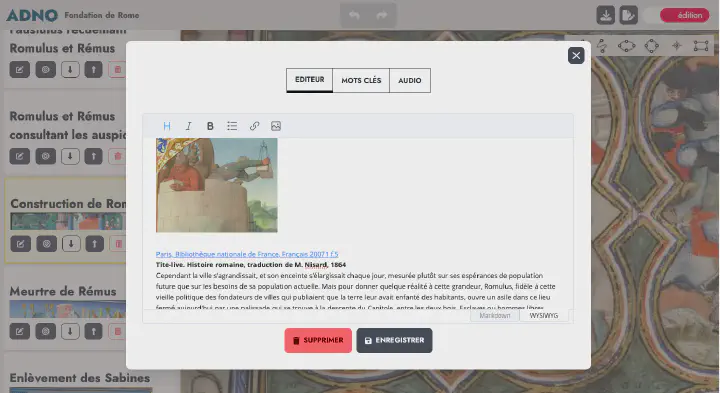 ADNO
Fondation de Rome
édition
Faustulus recueillant
Romulus et Rémus
Romulus et Rémus
consultant les auspic
Construction de Rom
Meurtre de Rémus
Enlèvement des Sabines
EDITEUR
MOTS CLÉS
AUDIO
H I B
Paris, Bibliothèque nationale de France, Français 20071 f.5
Tite-live. Histoire romaine, traduction de M. Nisard, 1864
Cependant la ville s'agrandissait, et son enceinte s'élargissait chaque jour, mesurée plutôt sur ses espérances de population
future que sur les besoins de sa population actuelle. Mais pour donner quelque réalité à cette grandeur, Romulus, fidèle à cette
vieille politique des fondateurs de villes qui publiaient que la terre leur avait enfanté des habitants, ouvre un asile dans ce lieu
fermé aujourd'hui par une palissade qui se trouve à la descente du Capitole, entre les deux bois. Esclaves ou hommes libres,
Markdown
WYSIWYG
SUPPRIMER
ENREGISTRER